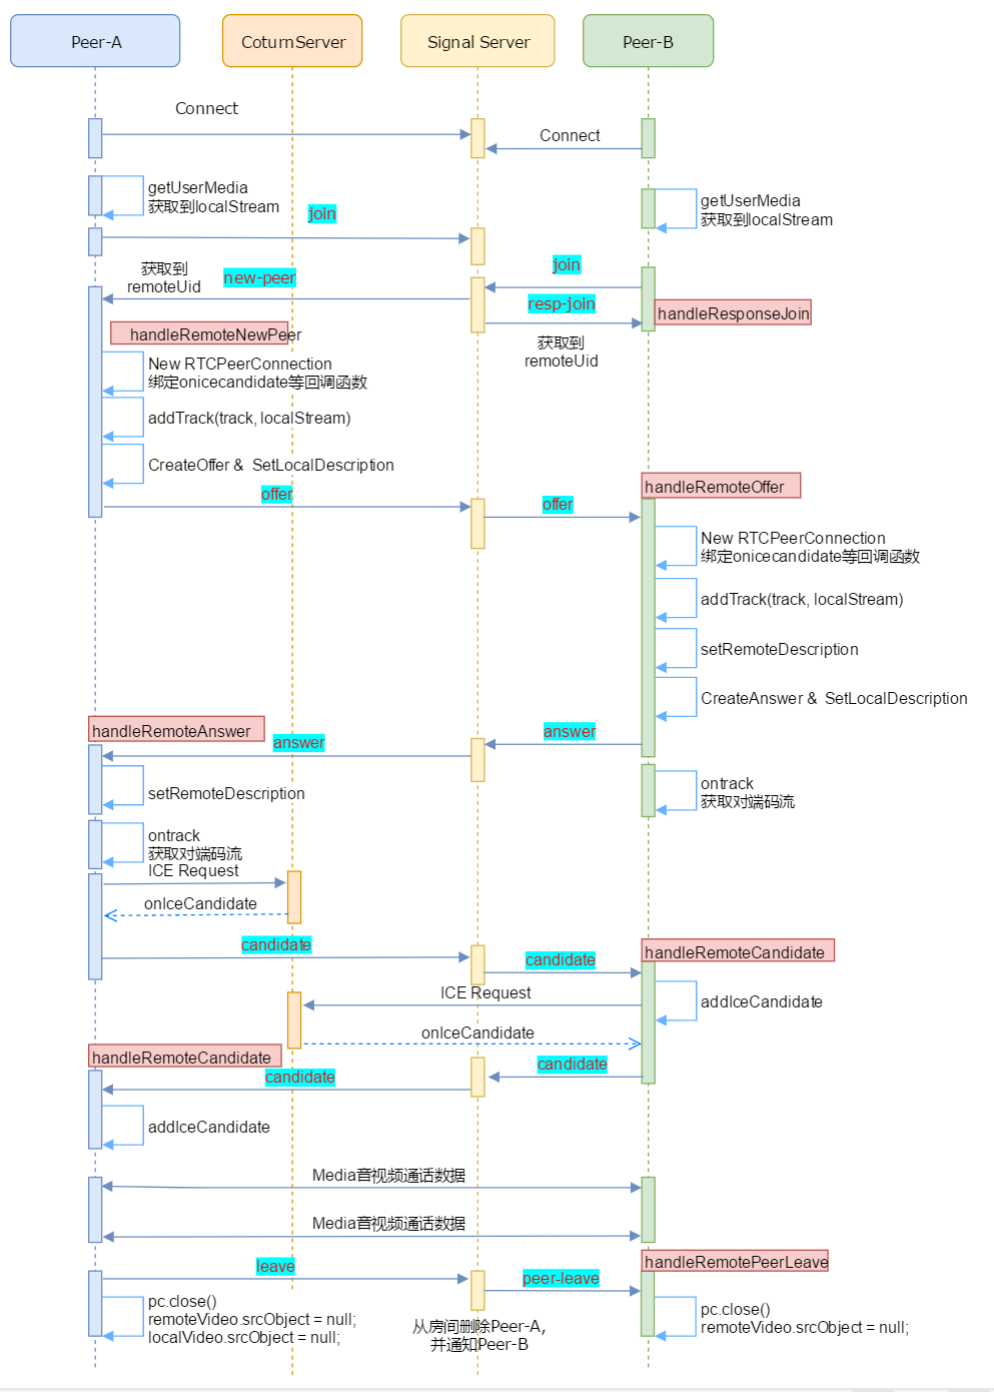 Peer-A
CoturnServer
Signal Server
Peer-B
Connect
Connect
getUserMedia
获取到localStream
getUserMedia
获取到localStream
join
join
获取到
remoteUid
new-peer
resp-join
handleResponseJoin
handleRemoteNewPeer
获取到
remoteUid
New RTCPeerConnection
绑定onicecandidate等回调函数
addTrack(track, localStream)
CreateOffer & SetLocalDescription
offer
offer
handleRemoteOffer
New RTCPeerConnection
绑定onicecandidate等回调函数
addTrack(track, localStream)
setRemoteDescription
CreateAnswer & SetLocalDescription
handleRemoteAnswer
answer
answer
setRemoteDescription
ontrack
获取对端码流
ontrack
获取对端码流
ICE Request
onIceCandidate
candidate
candidate
handleRemoteCandidate
ICE Request
addIceCandidate
onIceCandidate
handleRemoteCandidate
candidate
candidate
addIceCandidate
Media音视频通话数据
Media音视频通话数据
leave
peer-leave
handleRemotePeerLeave
pc.close()
remoteVideo.srcObject = null;
localVideo.srcObject = null;
从房间删除Peer-A,
并通知Peer-B
pc.close()
remoteVideo.srcObject = null;